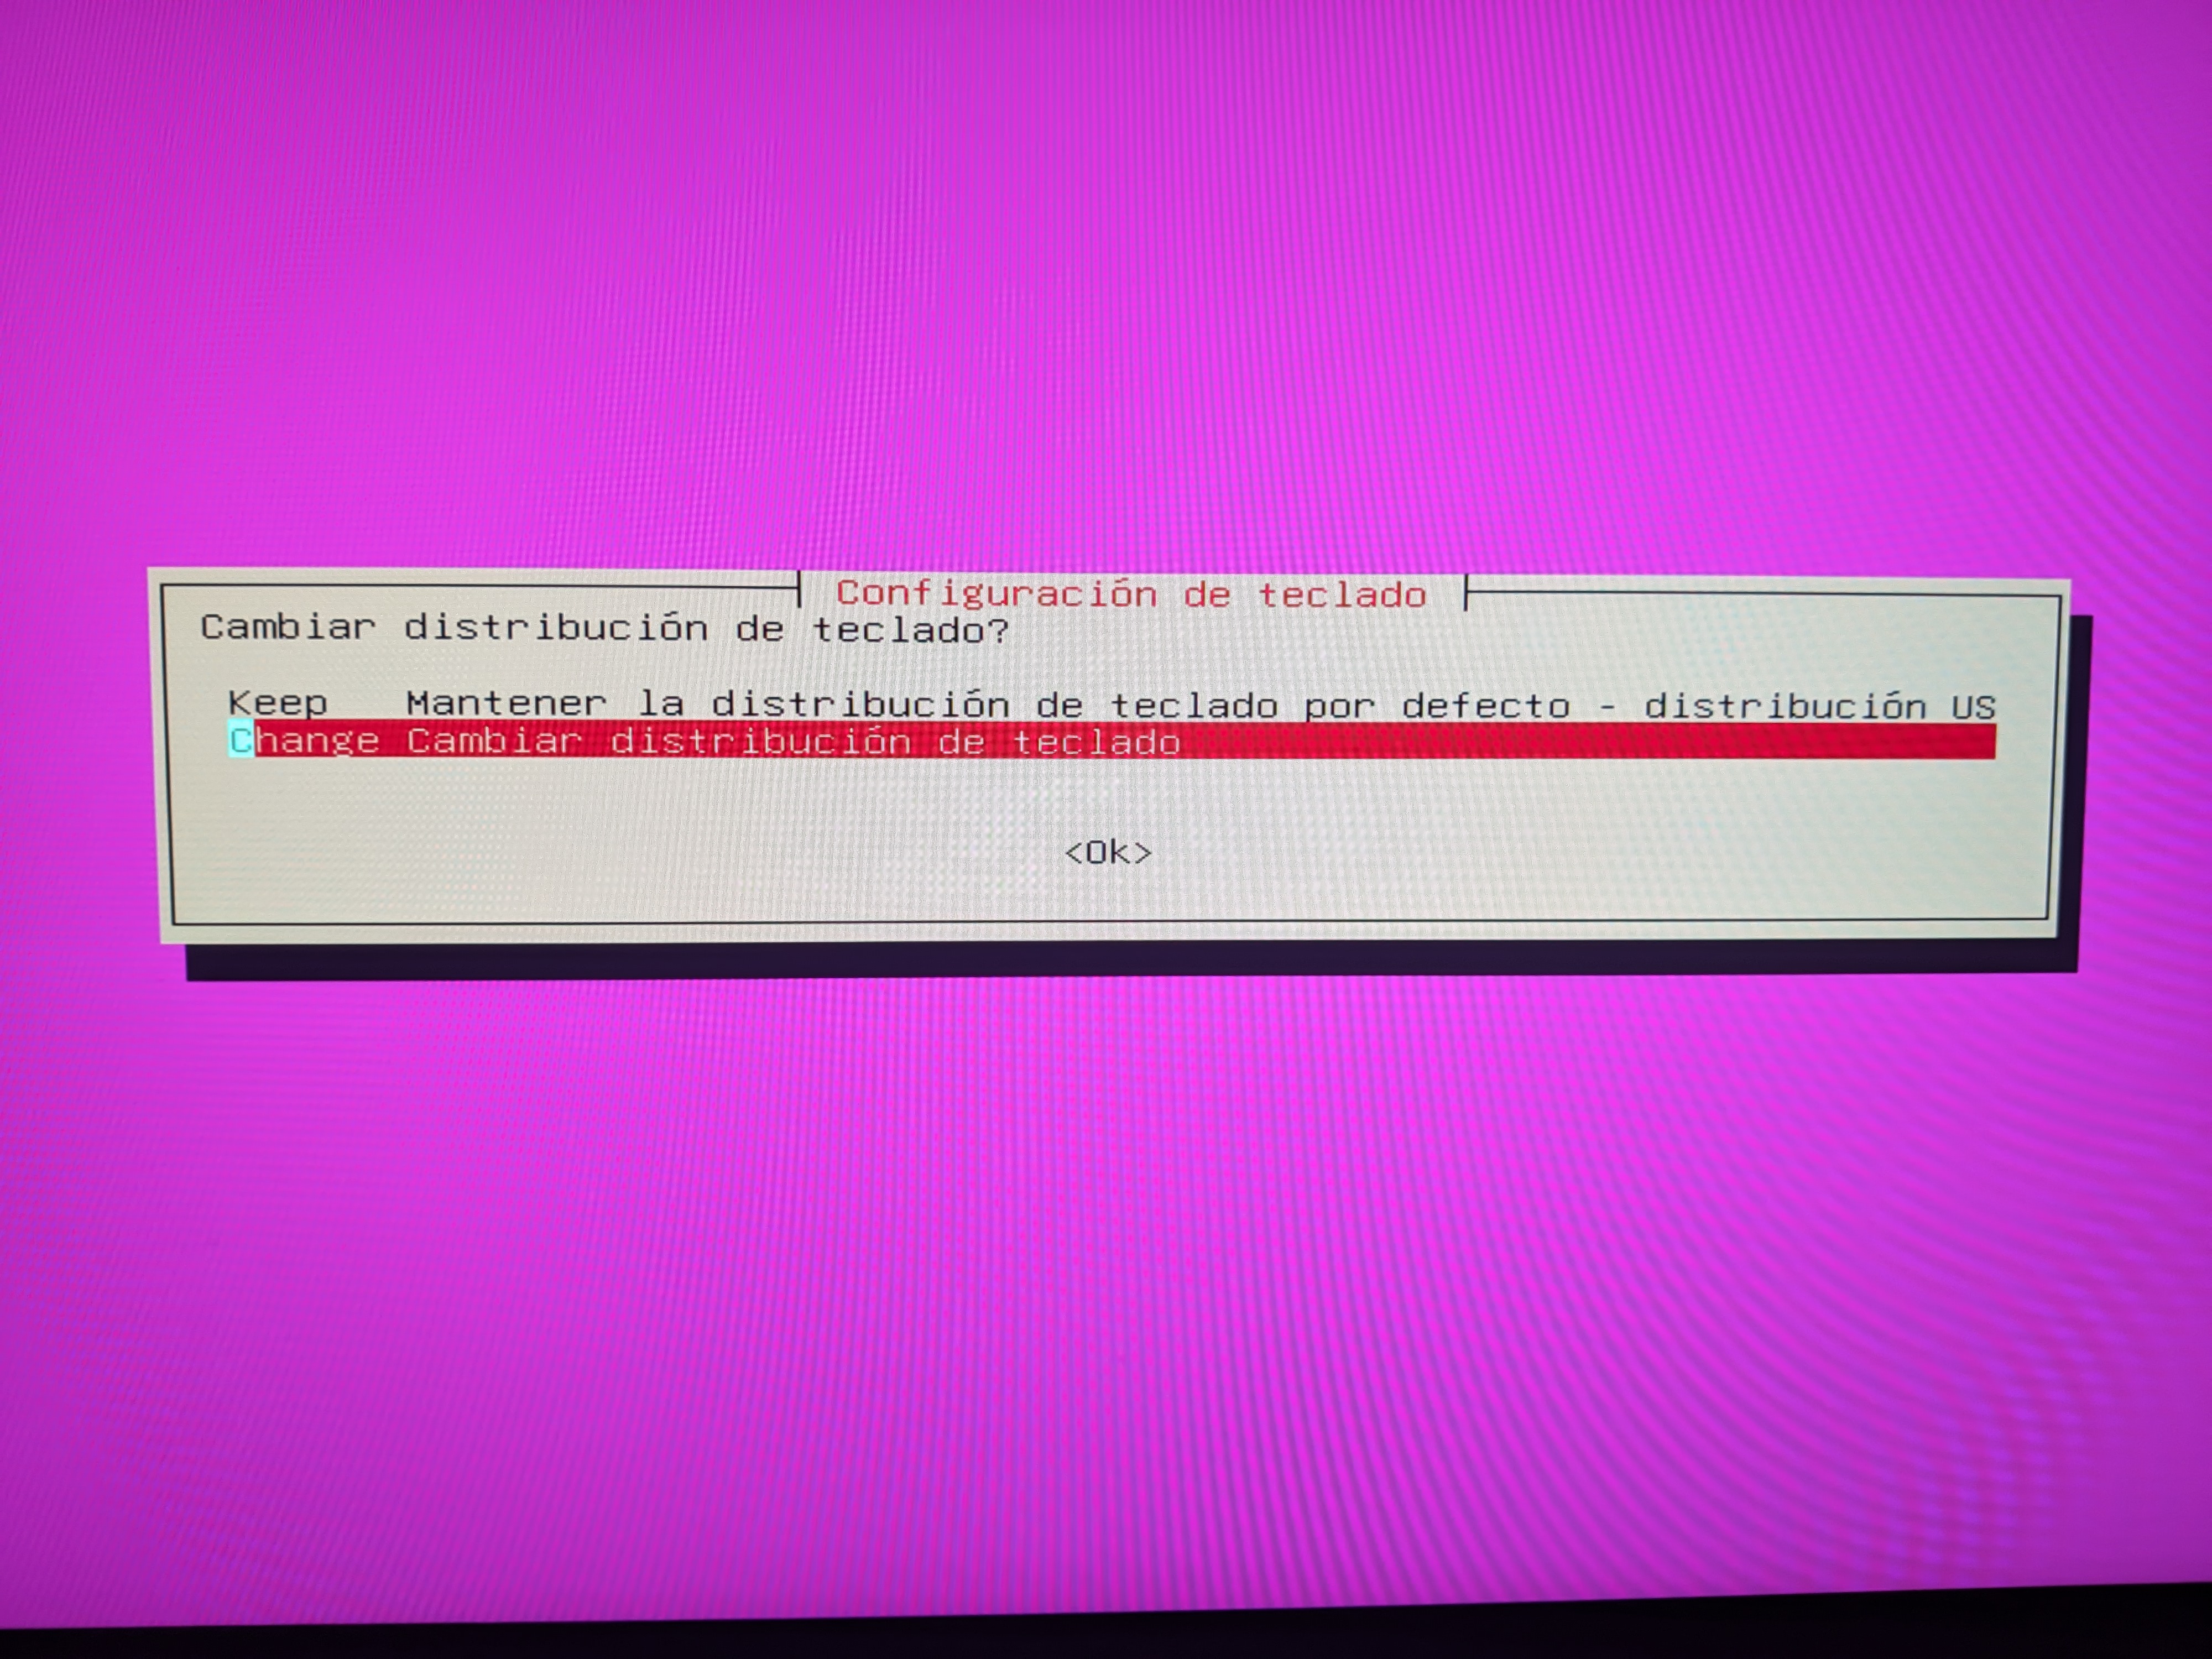 Configuración de teclado
Cambiar distribución de teclado?
Keep Mantener la distribución de teclado por defecto - distribución US
Change Cambiar distribución de teclado
<Ok>